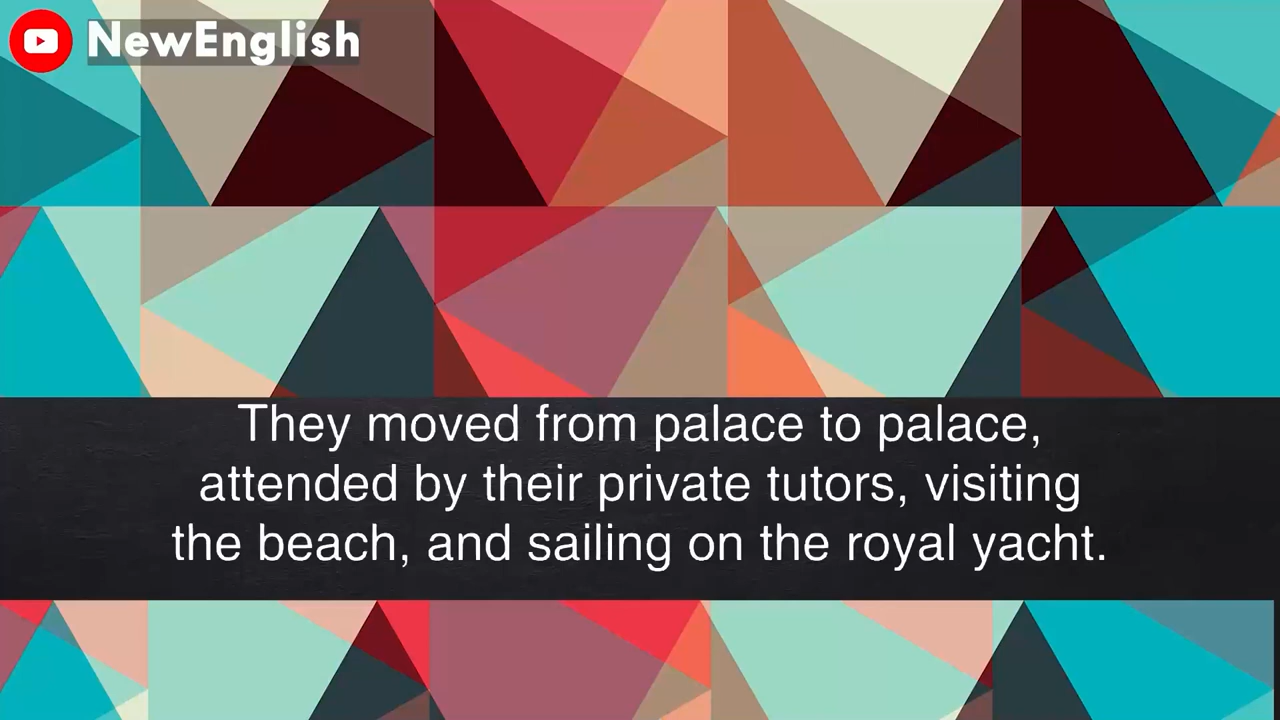 NewEnglish
They moved from palace to palace,
attended by their private tutors, visiting
the beach, and sailing on the royal yacht.